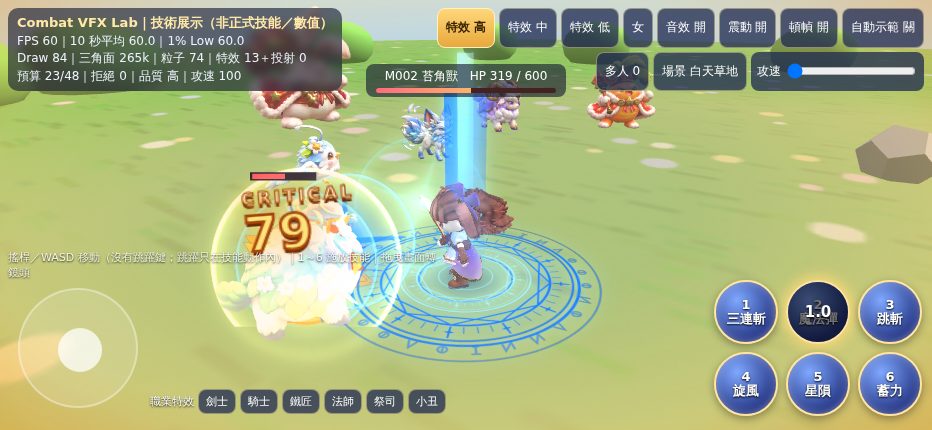 Combat VFX Lab｜技術展示（非正式技能／數值）
FPS 60｜10 秒平均 60.0｜1% Low 60.0
Draw 84｜三角面 265k｜粒子 74｜特效 13＋投射 0
預算 23/48｜拒絕 0｜品質 高｜攻速 100
特效 高
特效 中
特效 低
女
音效 開
震動 開
頓幀 開
自動示範 關
多人 0
場景 白天草地
攻速
M002 苔角獸 HP 319 / 600
CRITICAL
79
搖桿／WASD 移動（沒有跳躍鍵；跳躍只在技能動作內）｜1～6 施放技能｜拖曳畫面轉
鏡頭
1
三連斬
2
魔法彈
1.0
3
跳斬
4
旋風
5
星隕
6
蓄力
職業特效
劍士
騎士
鐵匠
法師
祭司
小丑